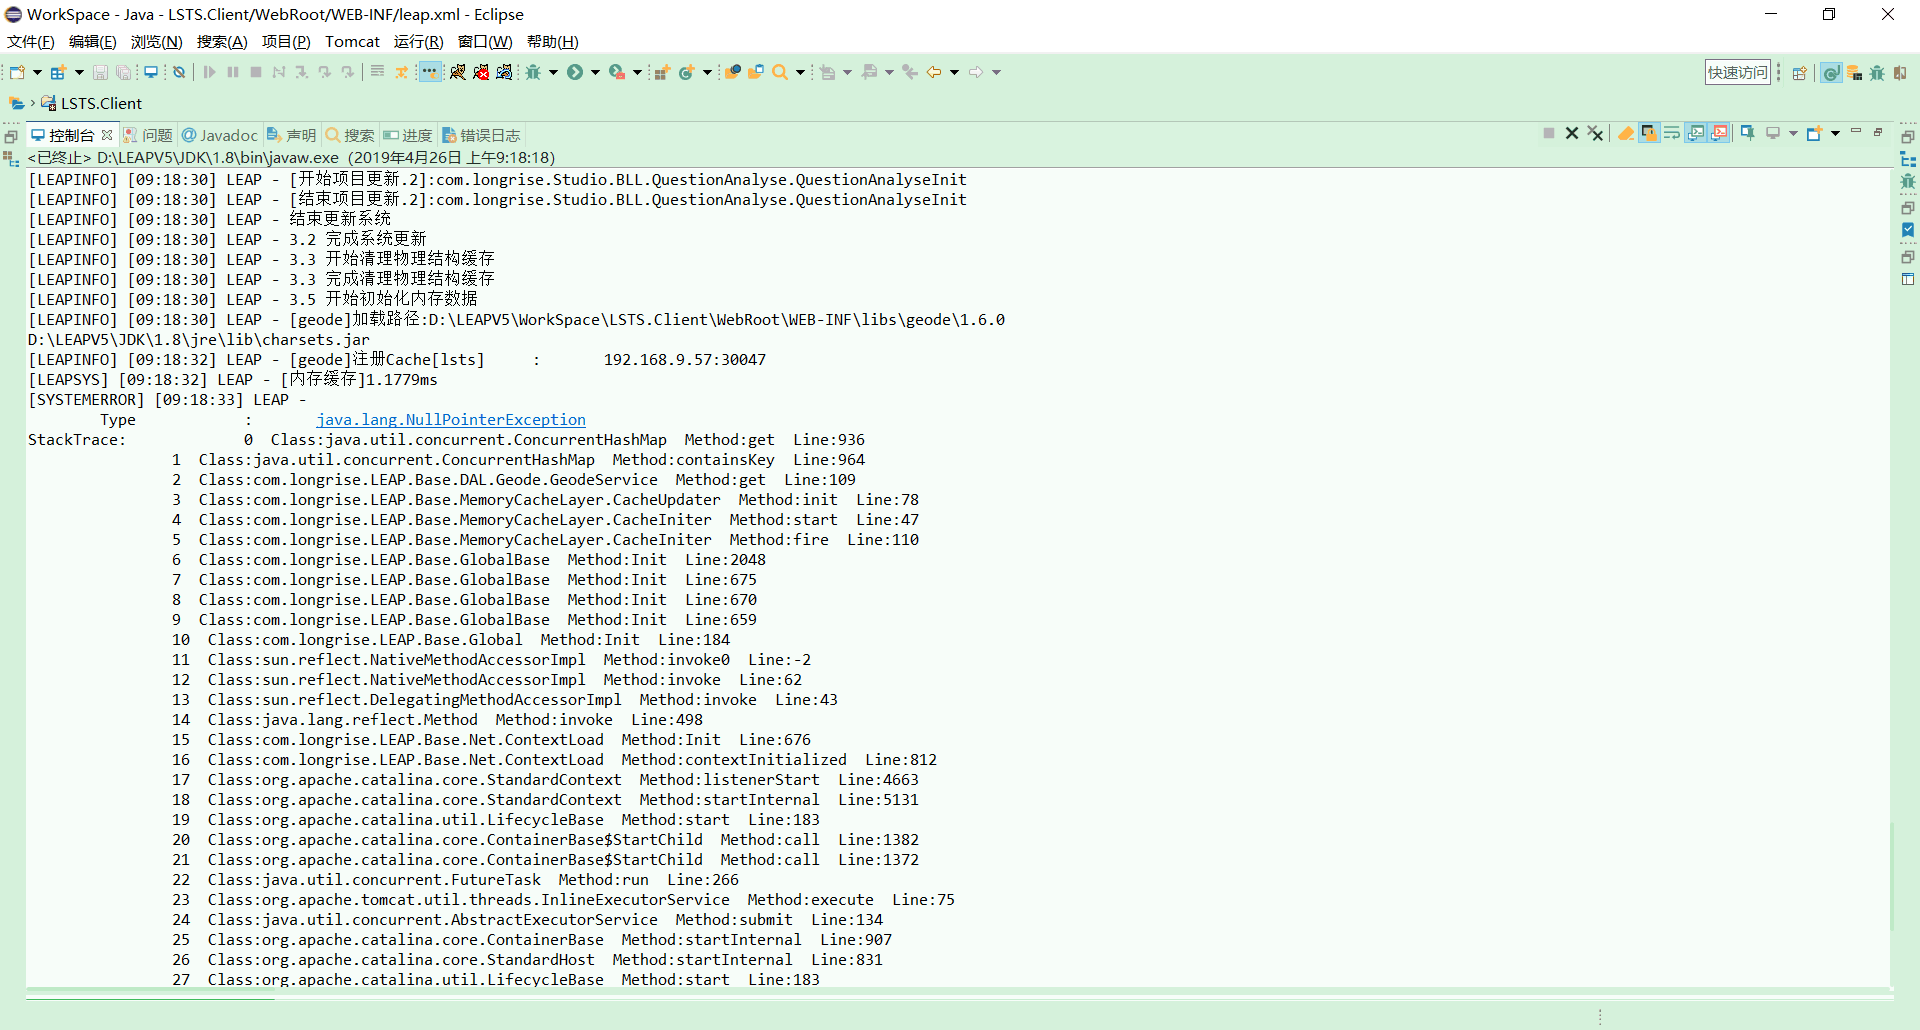 WorkSpace - Java - LSTS.Client/WebRoot/WEB-INF/leap.xml - Eclipse
文件(F) 编辑(E) 浏览(N) 搜索(A) 项目(P) Tomcat 运行(R) 窗口(W) 帮助(H)
快速访问
LSTS.Client
控制台 问题 @ Javadoc 声明 搜索 进度 错误日志
<已终止> D:\LEAPV5\JDK\1.8\bin\javaw.exe (2019年4月26日 上午9:18:18)
[LEAPINFO] [09:18:30] LEAP - [开始项目更新.2]:com.longrise.Studio.BLL.QuestionAnalyse.QuestionAnalyseInit
[LEAPINFO] [09:18:30] LEAP - [结束项目更新.2]:com.longrise.Studio.BLL.QuestionAnalyse.QuestionAnalyseInit
[LEAPINFO] [09:18:30] LEAP - 结束更新系统
[LEAPINFO] [09:18:30] LEAP - 3.2 完成系统更新
[LEAPINFO] [09:18:30] LEAP - 3.3 开始清理物理结构缓存
[LEAPINFO] [09:18:30] LEAP - 3.3 完成清理物理结构缓存
[LEAPINFO] [09:18:30] LEAP - 3.5 开始初始化内存数据
[LEAPINFO] [09:18:30] LEAP - [geode]加载路径:D:\LEAPV5\WorkSpace\LSTS.Client\WebRoot\WEB-INF\libs\geode\1.6.0
D:\LEAPV5\JDK\1.8\jre\lib\charsets.jar
[LEAPINFO] [09:18:32] LEAP - [geode]注册Cache[lsts] : 192.168.9.57:30047
[LEAPSYS] [09:18:32] LEAP - [内存缓存]1.1779ms
[SYSTEMERROR] [09:18:33] LEAP -
Type : java.lang.NullPointerException
StackTrace: 0 Class:java.util.concurrent.ConcurrentHashMap Method:get Line:936
1 Class:java.util.concurrent.ConcurrentHashMap Method:containsKey Line:964
2 Class:com.longrise.LEAP.Base.DAL.Geode.GeodeService Method:get Line:109
3 Class:com.longrise.LEAP.Base.MemoryCacheLayer.CacheUpdater Method:init Line:78
4 Class:com.longrise.LEAP.Base.MemoryCacheLayer.CacheIniter Method:start Line:47
5 Class:com.longrise.LEAP.Base.MemoryCacheLayer.CacheIniter Method:fire Line:110
6 Class:com.longrise.LEAP.Base.GlobalBase Method:Init Line:2048
7 Class:com.longrise.LEAP.Base.GlobalBase Method:Init Line:675
8 Class:com.longrise.LEAP.Base.GlobalBase Method:Init Line:670
9 Class:com.longrise.LEAP.Base.GlobalBase Method:Init Line:659
10 Class:com.longrise.LEAP.Base.Global Method:Init Line:184
11 Class:sun.reflect.NativeMethodAccessorImpl Method:invoke0 Line:-2
12 Class:sun.reflect.NativeMethodAccessorImpl Method:invoke Line:62
13 Class:sun.reflect.DelegatingMethodAccessorImpl Method:invoke Line:43
14 Class:java.lang.reflect.Method Method:invoke Line:498
15 Class:com.longrise.LEAP.Base.Net.ContextLoad Method:Init Line:676
16 Class:com.longrise.LEAP.Base.Net.ContextLoad Method:contextInitialized Line:812
17 Class:org.apache.catalina.core.StandardContext Method:listenerStart Line:4663
18 Class:org.apache.catalina.core.StandardContext Method:startInternal Line:5131
19 Class:org.apache.catalina.util.LifecycleBase Method:start Line:183
20 Class:org.apache.catalina.core.ContainerBase$StartChild Method:call Line:1382
21 Class:org.apache.catalina.core.ContainerBase$StartChild Method:call Line:1372
22 Class:java.util.concurrent.FutureTask Method:run Line:266
23 Class:org.apache.tomcat.util.threads.InlineExecutorService Method:execute Line:75
24 Class:java.util.concurrent.AbstractExecutorService Method:submit Line:134
25 Class:org.apache.catalina.core.ContainerBase Method:startInternal Line:907
26 Class:org.apache.catalina.core.StandardHost Method:startInternal Line:831
27 Class:org.apache.catalina.util.LifecycleBase Method:start Line:183